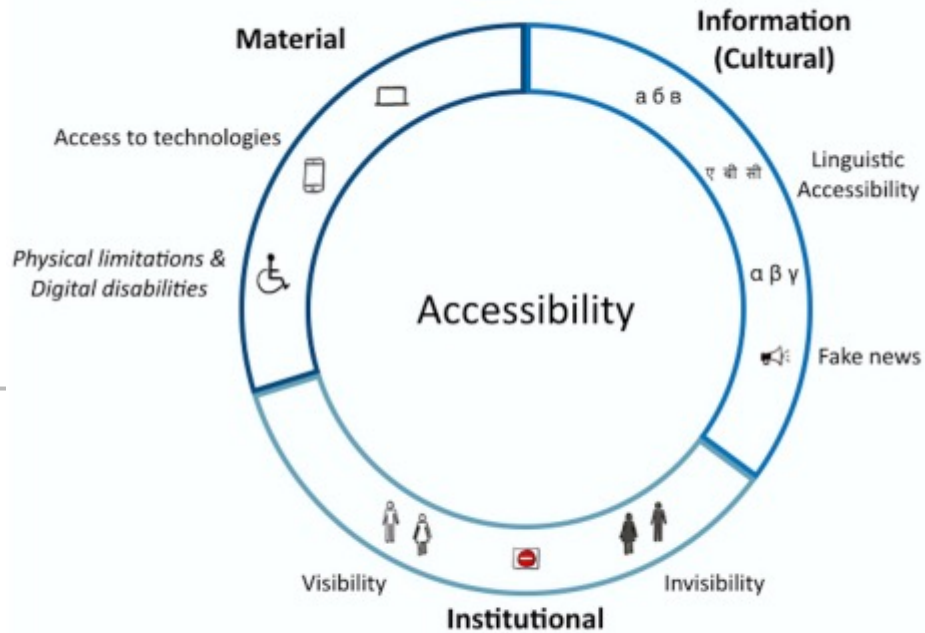 Material
Information
(Cultural)
а б в
Access to technologies
ए बी सी
Linguistic
Accessibility
Physical limitations &
Digital disabilities
α β γ
Accessibility
Fake news
Visibility
Invisibility
Institutional